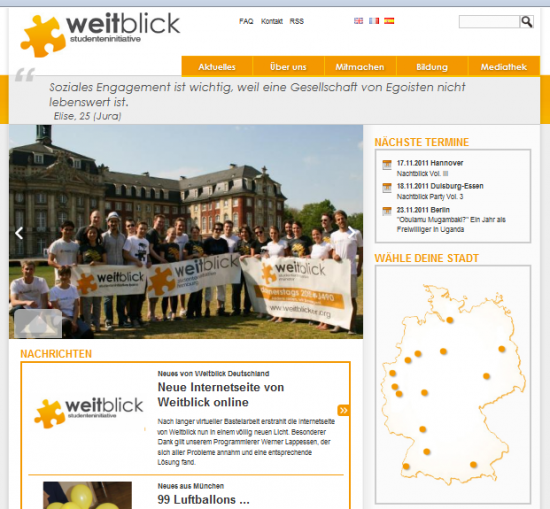 weitblick
studenteninitiative
FAQ Kontakt RSS
Aktuelles Über uns Mitmachen Bildung Mediathek
“ Soziales Engagement ist wichtig, weil eine Gesellschaft von Egoisten nicht
lebenswert ist.
Elise, 25 (Jura)
weitblick
weitblick
weitblick
www.weitblicker.org
NÄCHSTE TERMINE
17.11.2011 Hannover
Nachtblick Vol. III
18.11.2011 Duisburg-Essen
Nachtblick Party Vol. 3
23.11.2011 Berlin
"Obulamu Mugambaki?" Ein Jahr als
Freiwilliger in Uganda
WÄHLE DEINE STADT
NACHRICHTEN
weitblick
studenteninitiative
Neues von Weitblick Deutschland
Neue Internetseite von
Weitblick online
Nach langer virtueller Bastelarbeit erstrahlt die Internetseite
von Weitblick nun in einem völlig neuen Licht. Besonderer
Dank gilt unserem Programmierer Werner Lappessen, der
sich aller Probleme annahm und eine entsprechende
Lösung fand.
Neues aus München
99 Luftballons ...